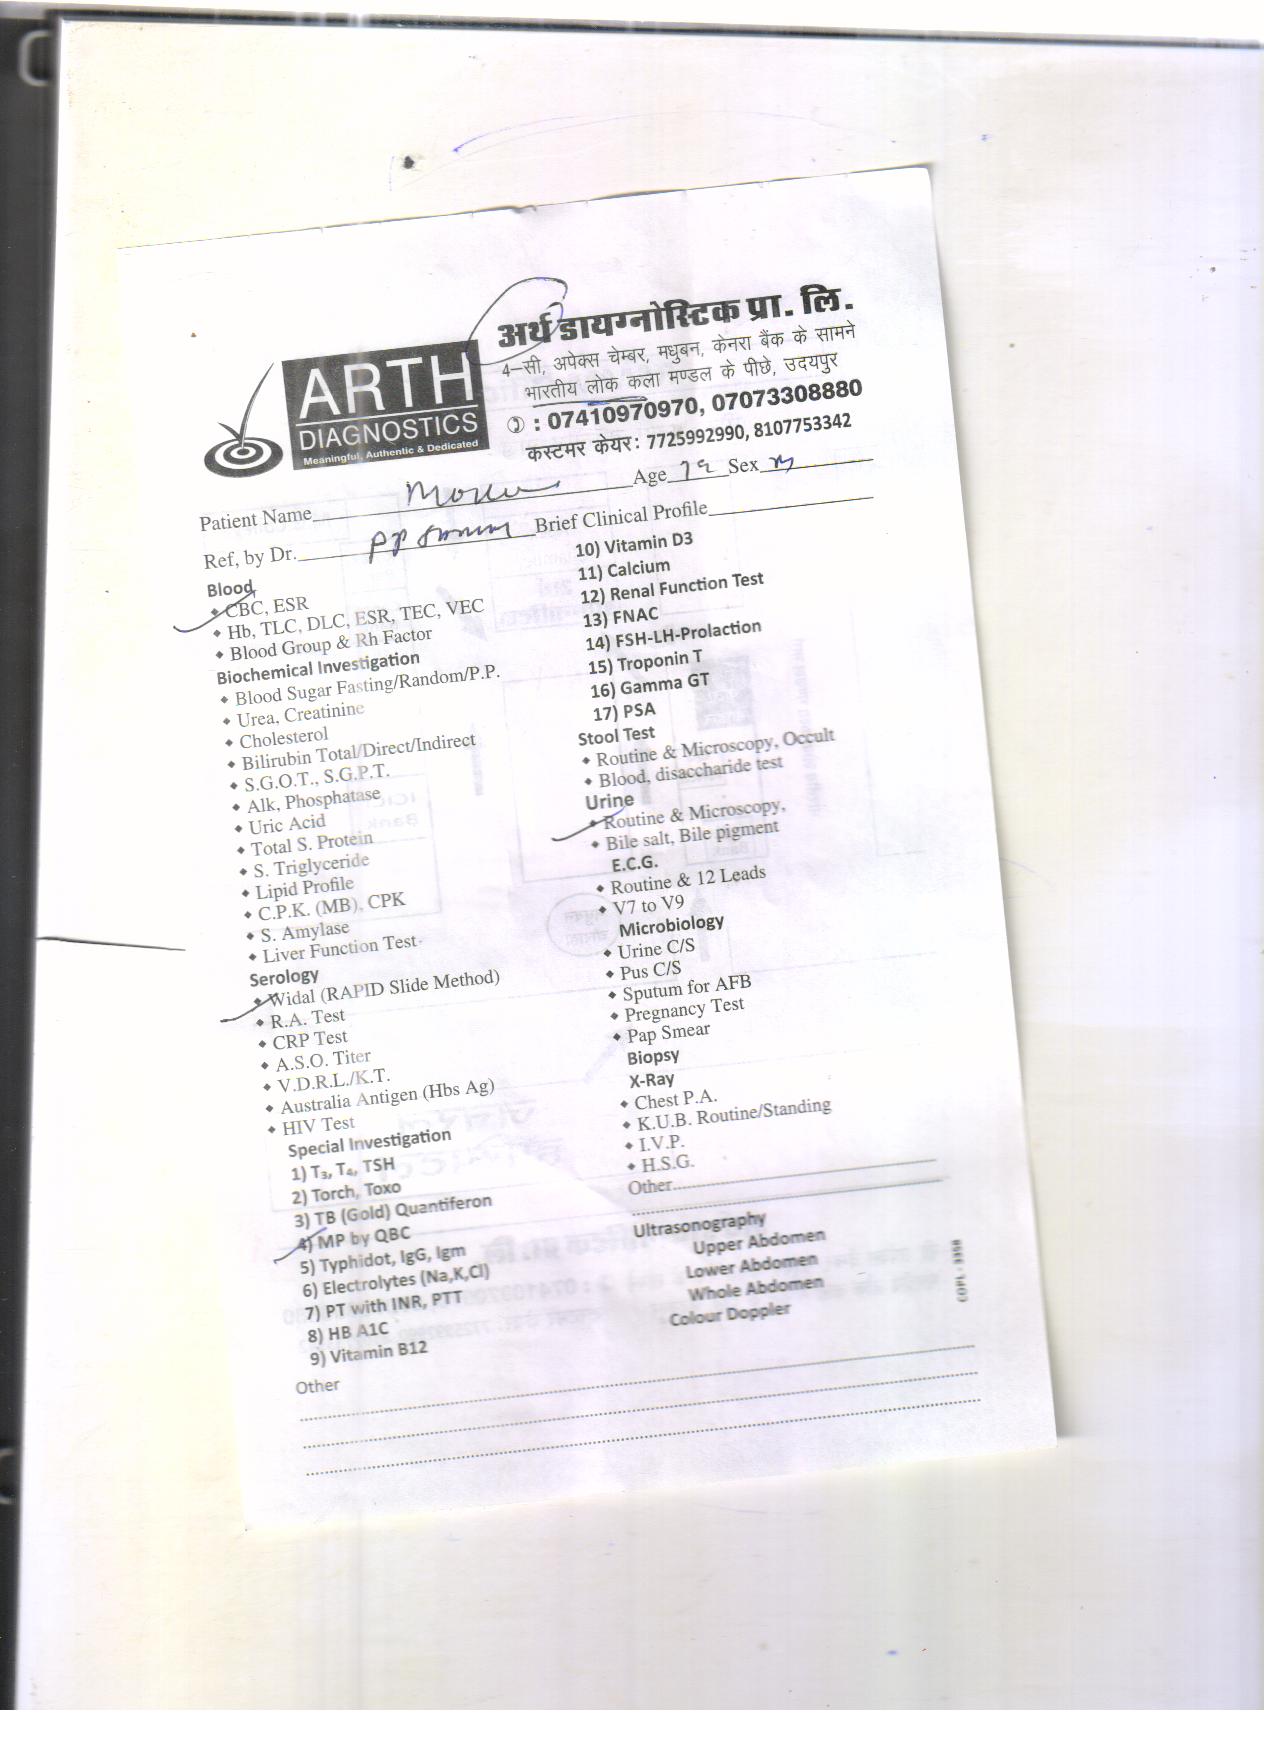 अर्थ डायग्नोस्टिक प्रा. लि.
4–सी, अपेक्स चेम्बर, मधुबन, केनरा बैंक के सामने
भारतीय लोक कला मण्डल के पीछे, उदयपुर
: 07410970970, 07073308880
कस्टमर केयर: 7725992990, 8107753342
ARTH
DIAGNOSTICS
Meaningful, Authentic & Dedicated
Patient Name Age Sex m
Ref, by Dr. Brief Clinical Profile
Blood
CBC, ESR
Hb, TLC, DLC, ESR, TEC, VEC
Blood Group & Rh Factor
Biochemical Investigation
Blood Sugar Fasting/Random/P.P.
Urea, Creatinine
Cholesterol
Bilirubin Total/Direct/Indirect
S.G.O.T., S.G.P.T.
Alk, Phosphatase
Uric Acid
Total S. Protein
S. Triglyceride
Lipid Profile
C.P.K. (MB), CPK
S. Amylase
Liver Function Test
Serology
Widal (RAPID Slide Method)
R.A. Test
CRP Test
A.S.O. Titer
V.D.R.L./K.T.
Australia Antigen (Hbs Ag)
HIV Test
Special Investigation
1) T3, T4, TSH
2) Torch, Toxo
3) TB (Gold) Quantiferon
4) MP by QBC
5) Typhidot, IgG, Igm
6) Electrolytes (Na,K,Cl)
7) PT with INR, PTT
8) HB A1C
9) Vitamin B12
Other
10) Vitamin D3
11) Calcium
12) Renal Function Test
13) FNAC
14) FSH-LH-Prolaction
15) Troponin T
16) Gamma GT
17) PSA
Stool Test
Routine & Microscopy, Occult
Blood, disaccharide test
Urine
Routine & Microscopy,
Bile salt, Bile pigment
E.C.G.
Routine & 12 Leads
V7 to V9
Microbiology
Urine C/S
Pus C/S
Sputum for AFB
Pregnancy Test
Pap Smear
Biopsy
X-Ray
Chest P.A.
K.U.B. Routine/Standing
I.V.P.
H.S.G.
Other
Ultrasonography
Upper Abdomen
Lower Abdomen
Whole Abdomen
Colour Doppler
COPL - 3358